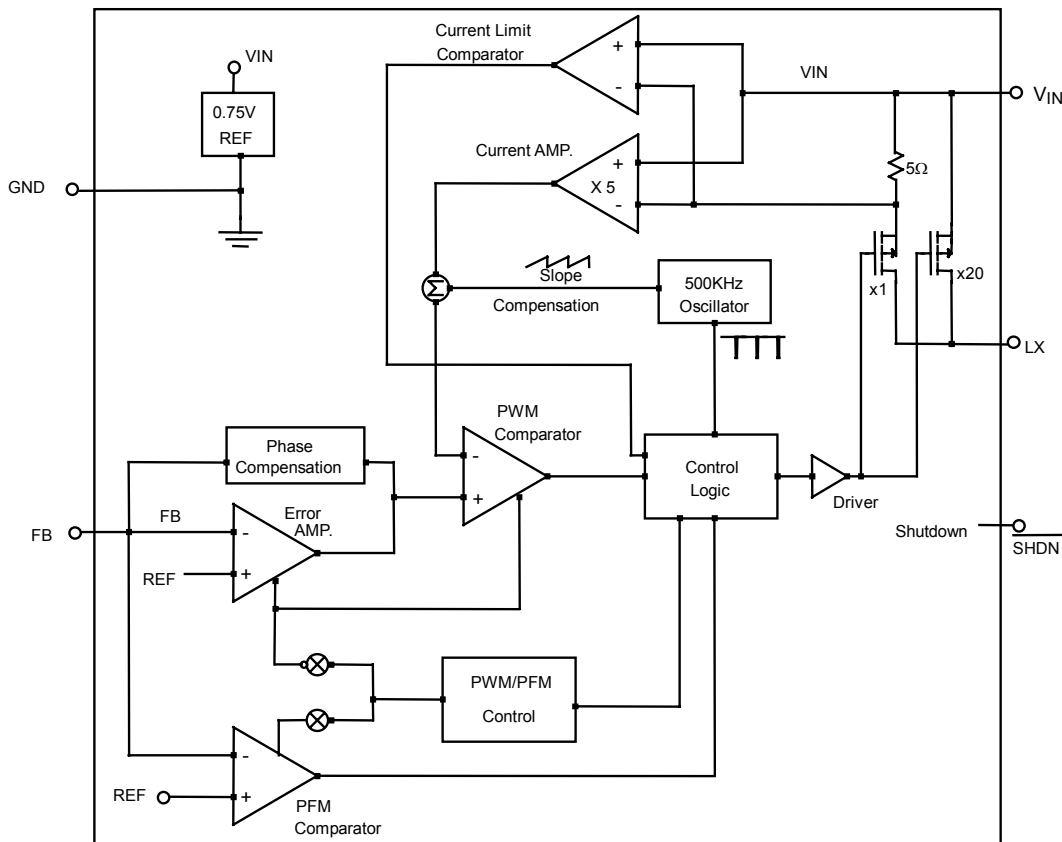 Current Limit
Comparator
+
-
VIN
0.75V
REF
VIN
VIN
GND
Current AMP.
X 5
+
-
5Ω
x1
x20
Slope
Compensation
Σ
500KHz
Oscillator
LX
PWM
Comparator
-
+
Phase
Compensation
Control
Logic
Driver
FB
FB
Error
AMP.
-
+
REF
Shutdown
SHDN
PWM/PFM
Control
-
+
REF
PFM
Comparator